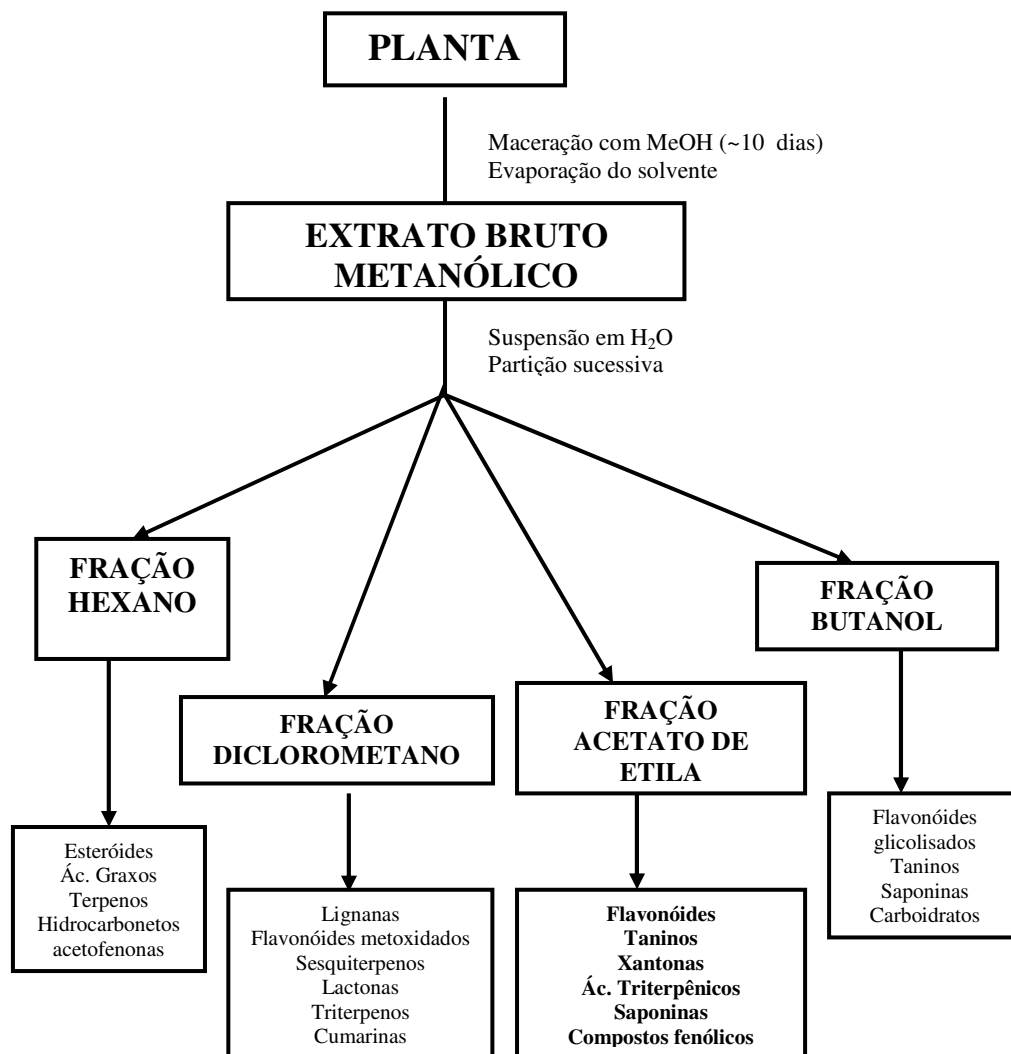 PLANTA
Maceração com MeOH (~10 dias)
Evaporação do solvente
EXTRATO BRUTO
METANÓLICO
Suspensão em H₂O
Partição sucessiva
FRAÇÃO
HEXANO
FRAÇÃO
DICLOROMETANO
FRAÇÃO
ACETATO DE
ETILA
FRAÇÃO
BUTANOL
Esteróides
Ác. Graxos
Terpenos
Hidrocarbonetos
acetofenonas
Lignanas
Flavonóides metoxidados
Sesquiterpenos
Lactonas
Triterpenos
Cumarinas
Flavonóides
Taninos
Xantonas
Ác. Triterpênicos
Saponinas
Compostos fenólicos
Flavonóides
glicolisados
Taninos
Saponinas
Carboidratos